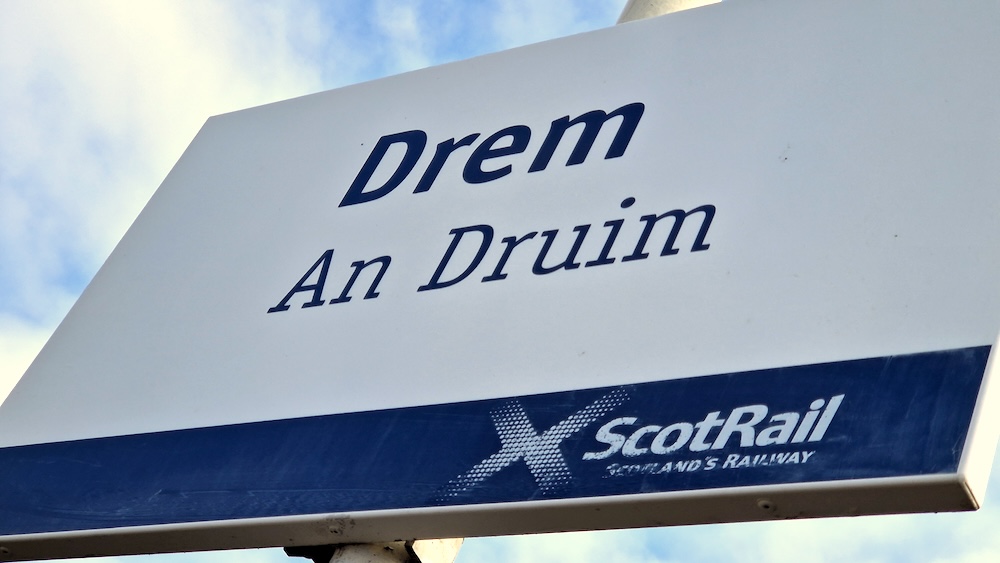 Drem
An Druim
ScotRail
SCOTLAND'S RAILWAY